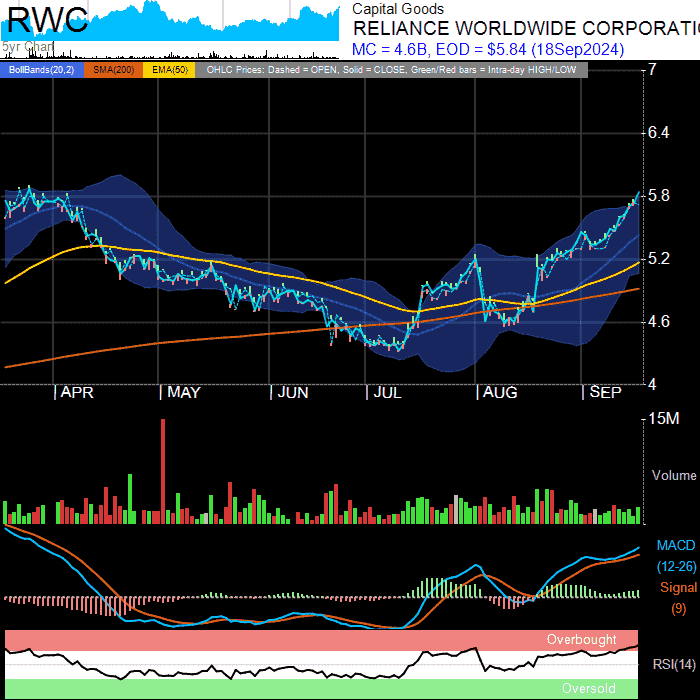 RWC
5yr Chart
Capital Goods
RELIANCE WORLDWIDE CORPORATI
MC = 4.6B, EOD = $5.84 (18Sep2024)
BollBands(20,2) SMA(200) EMA(50) OHLC Prices: Dashed = OPEN, Solid = CLOSE, Green/Red bars = Intra-day HIGH/LOW
7
6.4
5.8
5.2
4.6
4
APR MAY JUN JUL AUG SEP
15M
Volume
MACD
(12-26)
Signal
(9)
Overbought
RSI(14)
Oversold